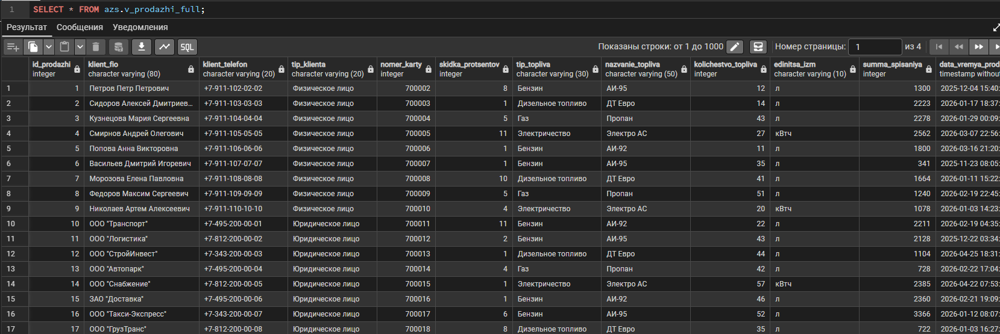 1 SELECT * FROM azs.v_prodazhi_full;
Результат Сообщения Уведомления
SQL Показаны строки: от 1 до 1000 Номер страницы: 1 из 4
id_prodazhi klient_fio klient_telefon tip_klienta nomer_karty skidka_protsentov tip_topliva nazvanie_topliva kolichestvo_topliva edinitsa_izm summa_spisaniya data_vremya_prod
integer character varying (80) character varying (20) character varying (20) integer integer character varying (30) character varying (50) integer character varying (10) integer timestamp withou
1 1 Петров Петр Петрович +7-911-102-02-02 Физическое лицо 700002 8 Бензин АИ-95 12 л 1300 2025-12-04 15:40:
2 2 Сидоров Алексей Дмитриев... +7-911-103-03-03 Физическое лицо 700003 1 Дизельное топливо ДТ Евро 14 л 2223 2026-01-17 18:37:
3 3 Кузнецова Мария Сергеевна +7-911-104-04-04 Физическое лицо 700004 5 Газ Пропан 43 л 2278 2026-01-29 00:09:
4 4 Смирнов Андрей Олегович +7-911-105-05-05 Физическое лицо 700005 11 Электричество Электро АС 27 кВтч 2562 2026-03-07 22:56:
5 5 Попова Анна Викторовна +7-911-106-06-06 Физическое лицо 700006 1 Бензин АИ-92 11 л 1800 2026-03-16 21:20:
6 6 Васильев Дмитрий Игоревич +7-911-107-07-07 Физическое лицо 700007 1 Бензин АИ-95 35 л 341 2025-11-23 08:05:
7 7 Морозова Елена Павловна +7-911-108-08-08 Физическое лицо 700008 10 Дизельное топливо ДТ Евро 41 л 1664 2026-01-11 15:22:
8 8 Федоров Максим Сергеевич +7-911-109-09-09 Физическое лицо 700009 5 Газ Пропан 51 л 1240 2026-02-19 22:45:
9 9 Николаев Артем Алексеевич +7-911-110-10-10 Физическое лицо 700010 4 Электричество Электро АС 20 кВтч 1078 2026-01-03 14:23:
10 10 ООО "Транспорт" +7-495-200-00-01 Юридическое лицо 700011 11 Бензин АИ-92 22 л 2211 2026-02-19 04:35:
11 11 ООО "Логистика" +7-812-200-00-02 Юридическое лицо 700012 2 Бензин АИ-95 43 л 2128 2025-12-22 03:34:
12 12 ООО "СтройИнвест" +7-343-200-00-03 Юридическое лицо 700013 1 Дизельное топливо ДТ Евро 44 л 1104 2026-04-25 18:31:
13 13 ООО "Автопарк" +7-495-200-00-04 Юридическое лицо 700014 4 Газ Пропан 42 л 728 2026-02-22 17:04:
14 14 ООО "Снабжение" +7-812-200-00-05 Юридическое лицо 700015 1 Электричество Электро АС 57 кВтч 2385 2026-04-22 07:53:
15 15 ЗАО "Доставка" +7-495-200-00-06 Юридическое лицо 700016 1 Бензин АИ-92 46 л 2360 2026-02-21 19:09:
16 16 ООО "Такси-Экспресс" +7-343-200-00-07 Юридическое лицо 700017 6 Бензин АИ-95 52 л 3366 2026-01-12 08:07:
17 17 ООО "ГрузТранс" +7-812-200-00-08 Юридическое лицо 700018 8 Дизельное топливо ДТ Евро 35 л 722 2026-01-03 16:27: